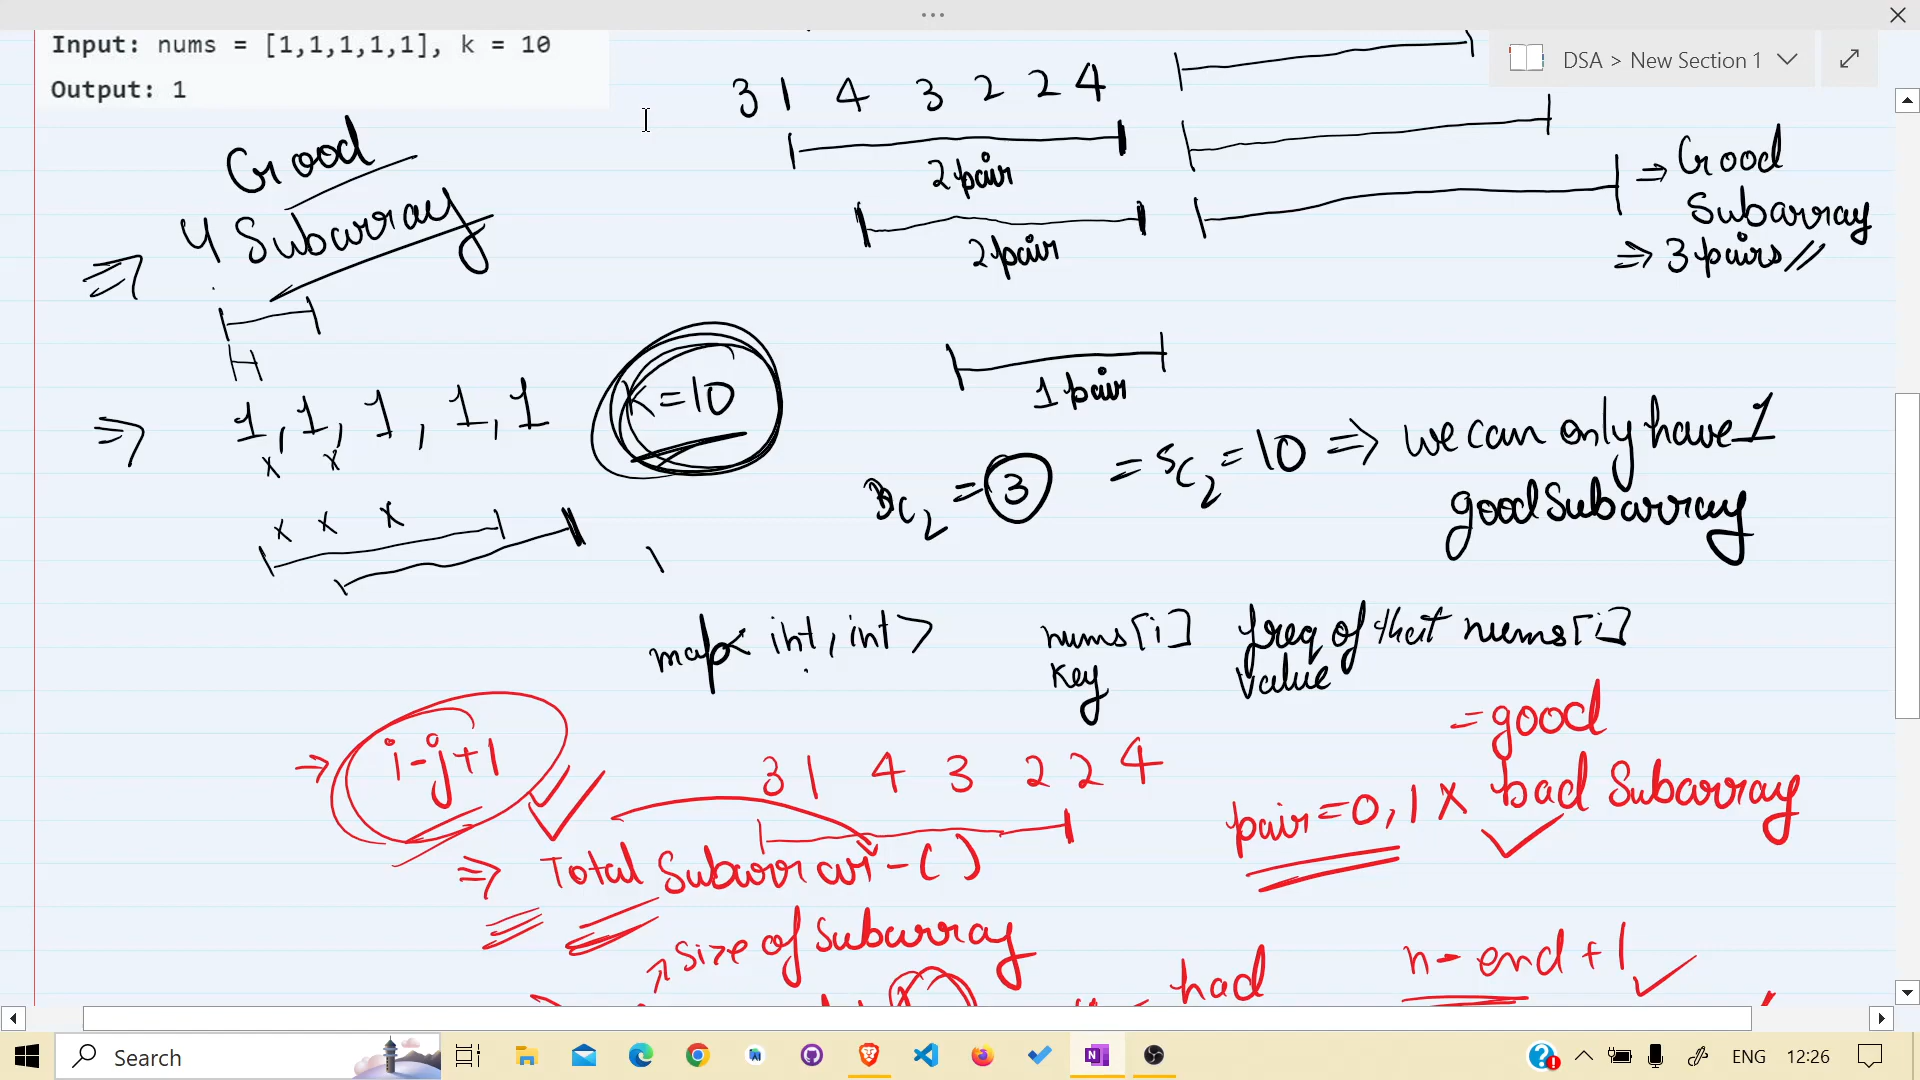 Input: nums = [1,1,1,1,1], k = 10
Output: 1
DSA > New Section 1
3 1 4 3 2 2 4
2 pair
2 pair
⇒ Good
Subarray
⇒ 3 pairs //
Good
⇒ 4 Subarray
⇒ 1, 1, 1, 1, 1
x x
x x x
K = 10
1 pair
C2 = 3
= 5C2 = 10 ⇒ we can only have 1
good Subarray
map< int, int >
nums[i] freq of that nums[i]
Key Value
→ i-j+1
3 1 4 3 2 2 4
= good
pair = 0, 1 x bad Subarray
⇒ Total Subarray - ( )
size of Subarray
bad
n - end + 1
Search
ENG
12:26